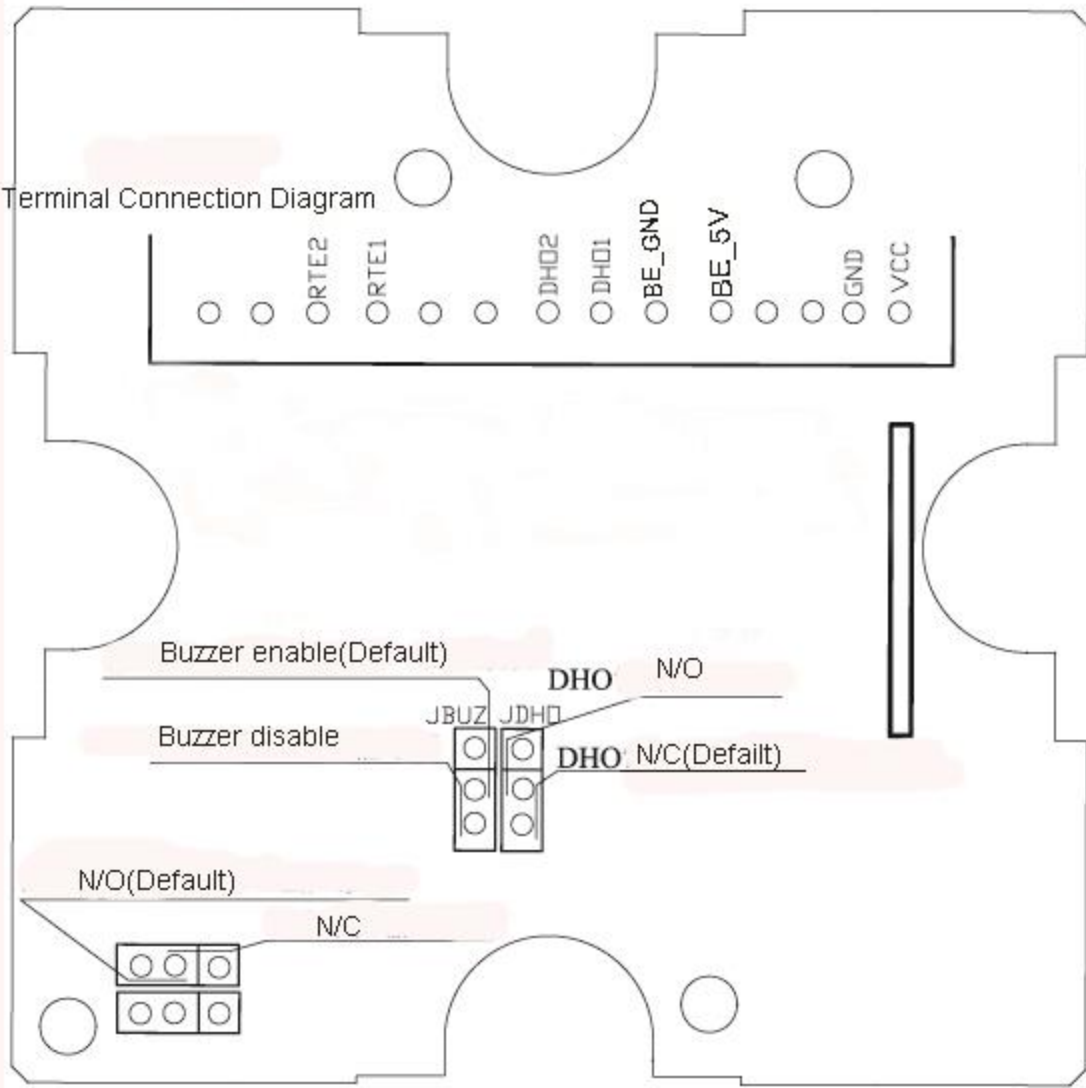 Terminal Connection Diagram
RTE2
RTE1
DHO2
DHO1
BE_GND
BE_5V
GND
VCC
Buzzer enable(Default)
DHO N/O
JBUZ JDHO
Buzzer disable
DHO N/C(Defailt)
N/O(Default)
N/C